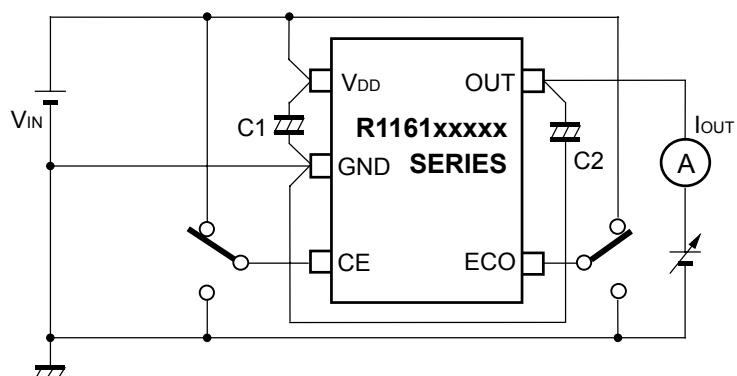 VDD
OUT
VIN
C1
R1161xxxxx
SERIES
IOUT
A
GND
C2
CE
ECO